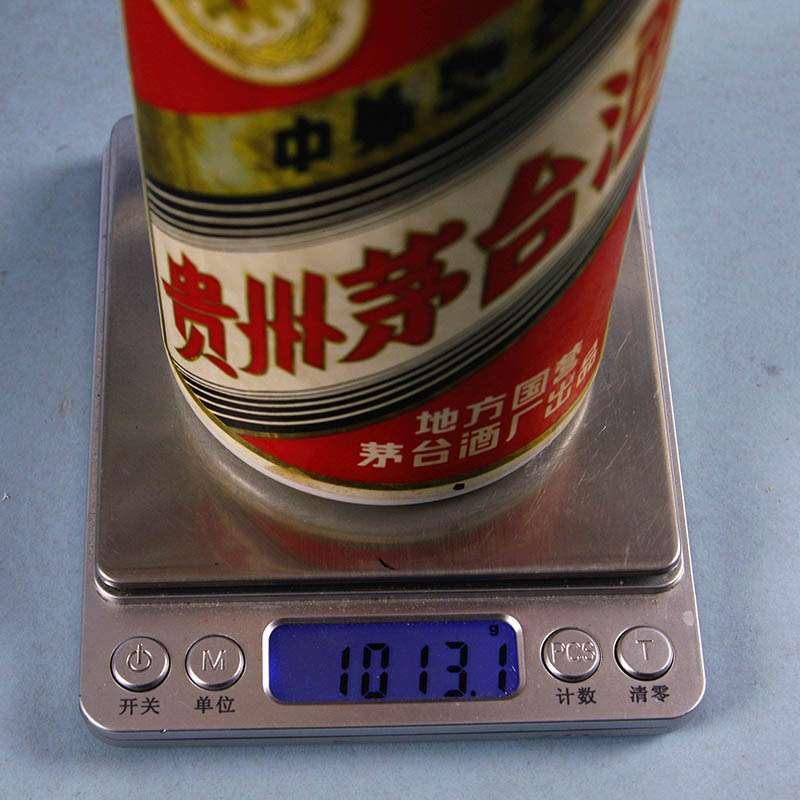 中
贵州茅台酒
地方国营
茅台酒厂出品
g
1013.1
M
PCS
T
开关
单位
计数
清零